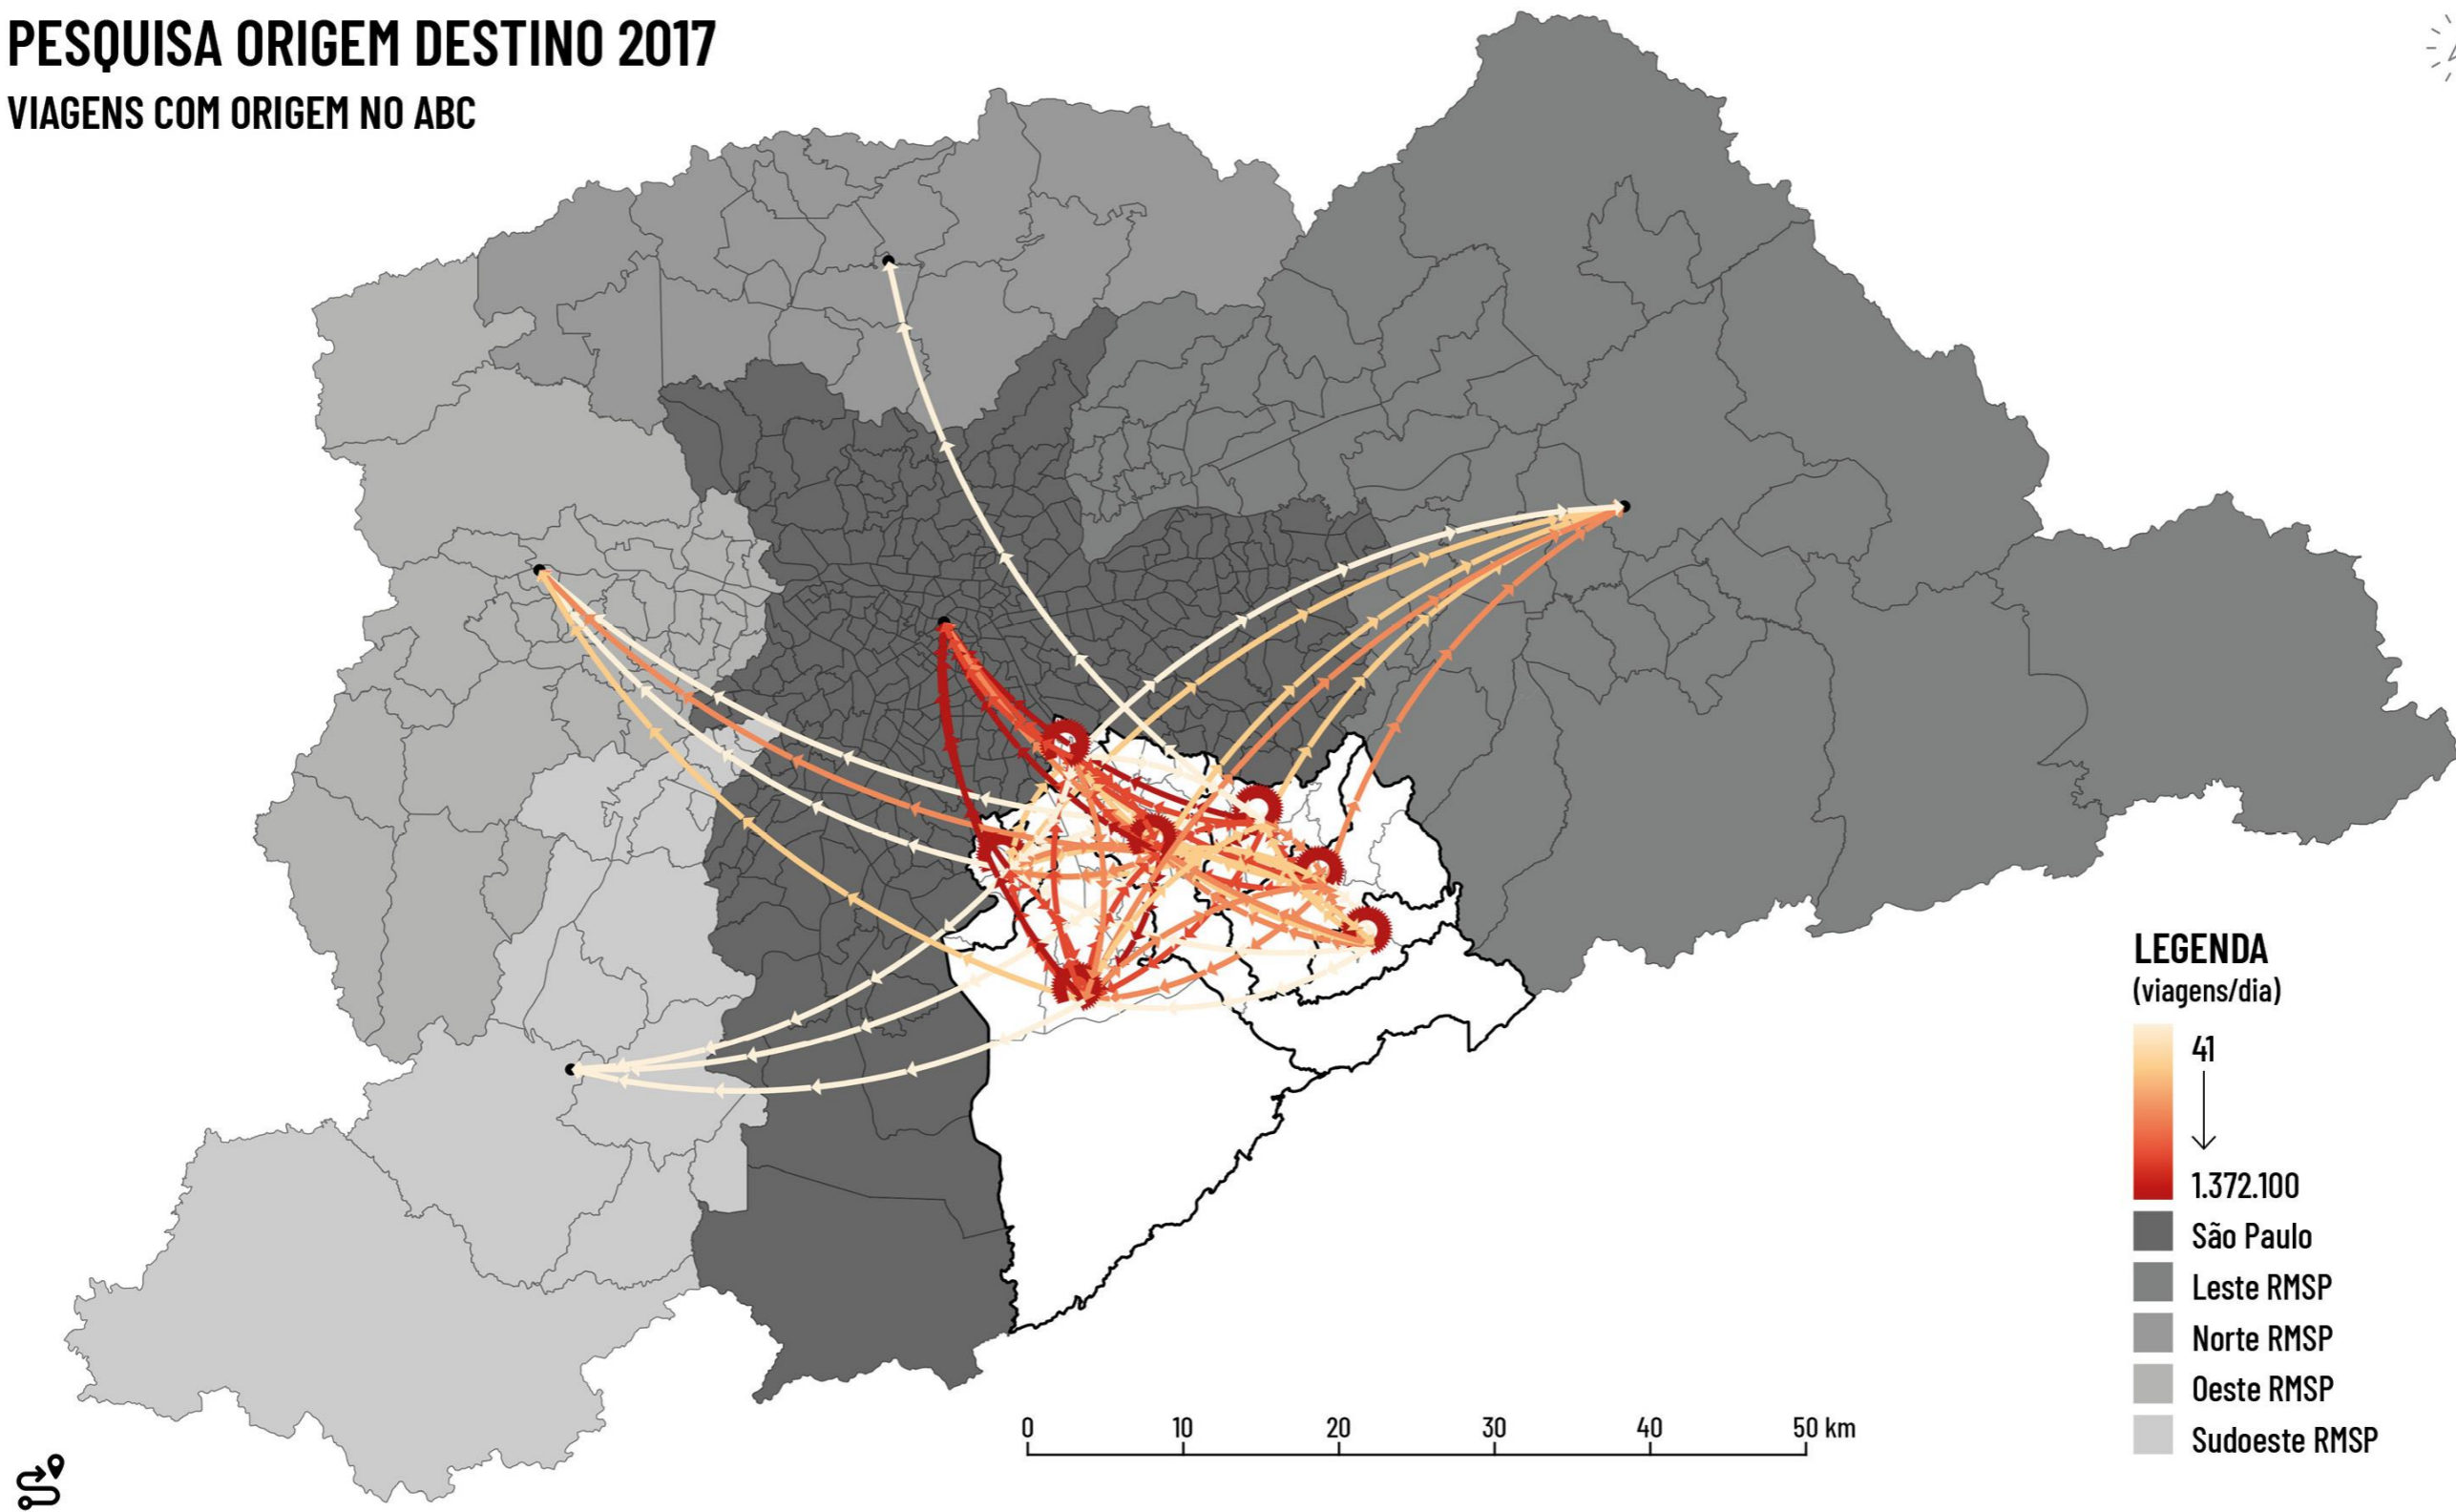 PESQUISA ORIGEM DESTINO 2017
VIAGENS COM ORIGEM NO ABC
LEGENDA
(viagens/dia)
41
1.372.100
São Paulo
Leste RMSP
Norte RMSP
Oeste RMSP
Sudoeste RMSP
0 10 20 30 40 50 km